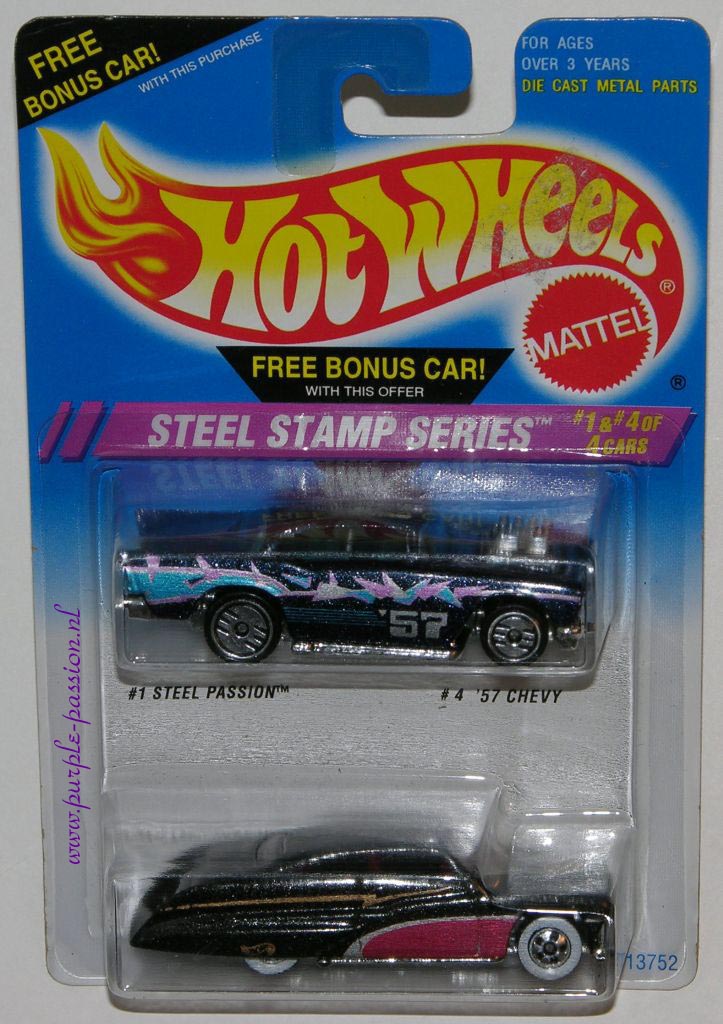 FREE
BONUS CAR!
WITH THIS PURCHASE
FOR AGES
OVER 3 YEARS
DIE CAST METAL PARTS
HOT WHEELS ®
MATTEL
®
FREE BONUS CAR!
WITH THIS OFFER
STEEL STAMP SERIES™
#1 & #4 OF
4 CARS
'57
#1 STEEL PASSION™
# 4 '57 CHEVY
www.purple-passion.nl
13752